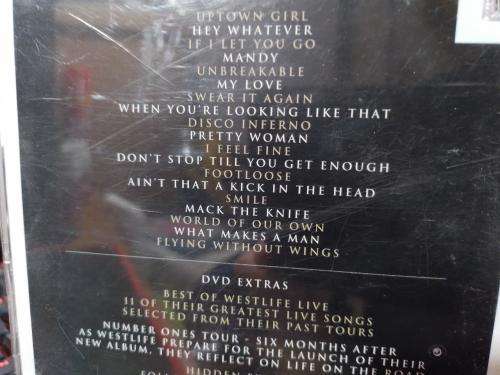 UPTOWN GIRL
HEY WHATEVER
IF I LET YOU GO
MANDY
UNBREAKABLE
MY LOVE
SWEAR IT AGAIN
WHEN YOU'RE LOOKING LIKE THAT
DISCO INFERNO
PRETTY WOMAN
I FEEL FINE
DON'T STOP TILL YOU GET ENOUGH
FOOTLOOSE
AIN'T THAT A KICK IN THE HEAD
SMILE
MACK THE KNIFE
WORLD OF OUR OWN
WHAT MAKES A MAN
FLYING WITHOUT WINGS
DVD EXTRAS
BEST OF WESTLIFE LIVE
11 OF THEIR GREATEST LIVE SONGS
SELECTED FROM THEIR PAST TOURS
NUMBER ONES TOUR - SIX MONTHS AFTER
AS WESTLIFE PREPARE FOR THE LAUNCH OF THEIR
NEW ALBUM, THEY REFLECT ON LIFE ON THE ROAD
HIDDEN